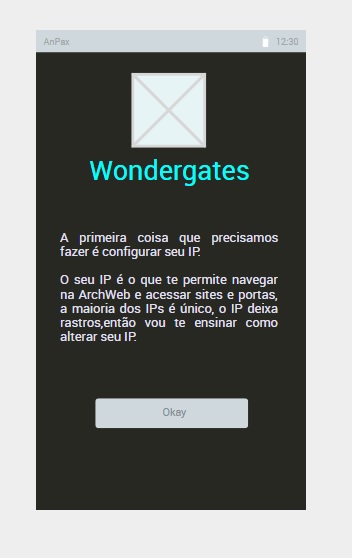 AnPax 12:30
Wondergates
A primeira coisa que precisamos
fazer é configurar seu IP.
O seu IP é o que te permite navegar
na ArchWeb e acessar sites e portas,
a maioria dos IPs é único, o IP deixa
rastros,então vou te ensinar como
alterar seu IP.
Okay